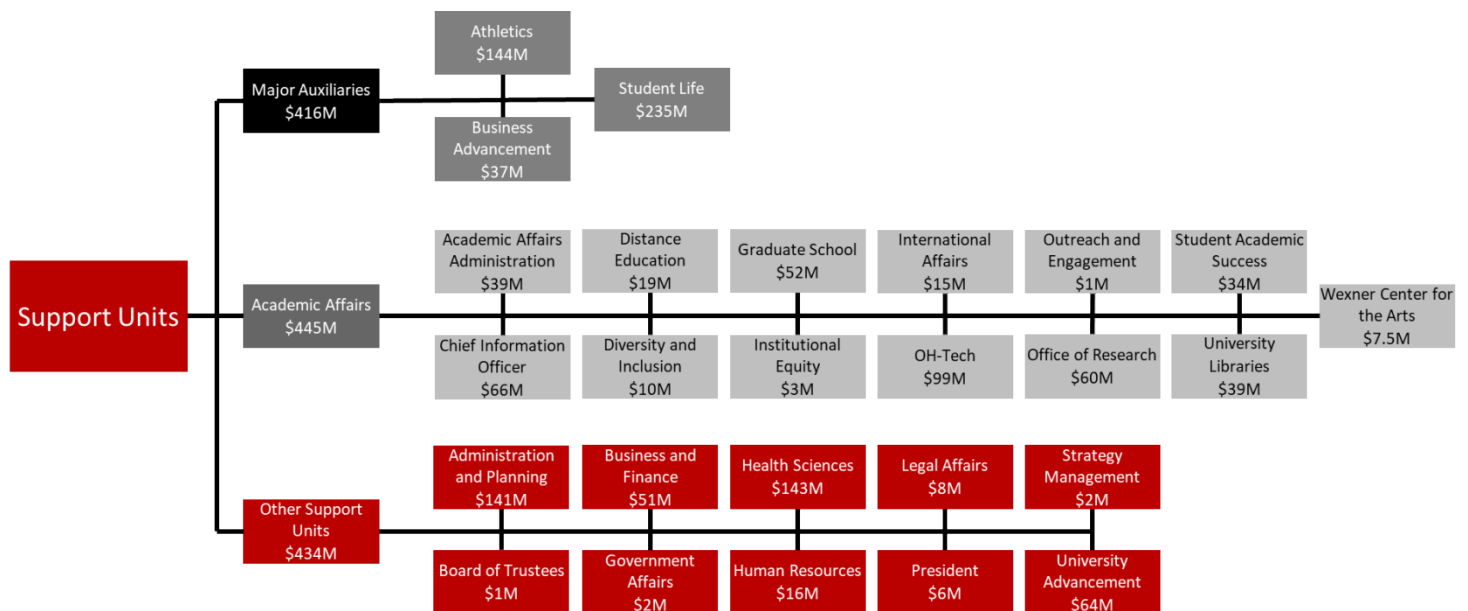 Support Units
Major Auxiliaries
$416M
Athletics
$144M
Business
Advancement
$37M
Student Life
$235M
Academic Affairs
$445M
Academic Affairs
Administration
$39M
Distance
Education
$19M
Graduate School
$52M
International
Affairs
$15M
Outreach and
Engagement
$1M
Student Academic
Success
$34M
Wexner Center for
the Arts
$7.5M
Chief Information
Officer
$66M
Diversity and
Inclusion
$10M
Institutional
Equity
$3M
OH-Tech
$99M
Office of Research
$60M
University
Libraries
$39M
Other Support
Units
$434M
Administration
and Planning
$141M
Business and
Finance
$51M
Health Sciences
$143M
Legal Affairs
$8M
Strategy
Management
$2M
Board of Trustees
$1M
Government
Affairs
$2M
Human Resources
$16M
President
$6M
University
Advancement
$64M